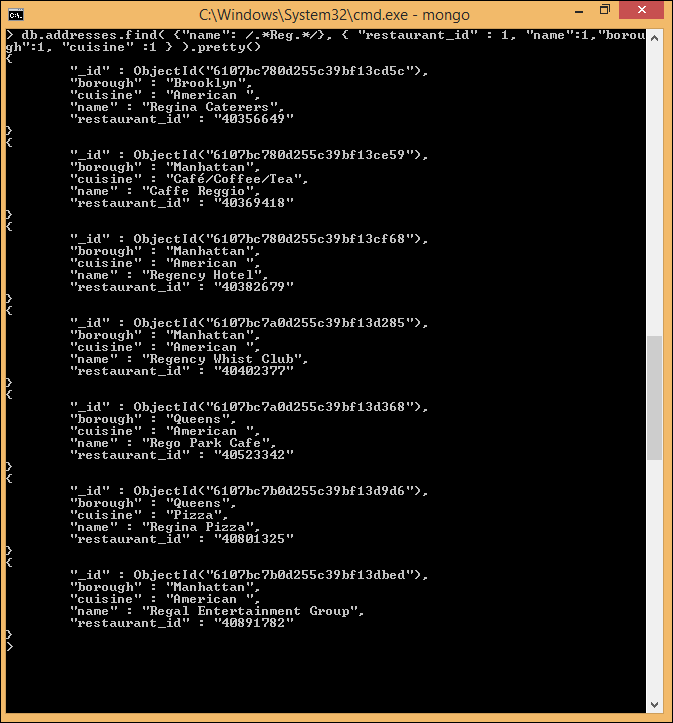 C:\Windows\System32\cmd.exe - mongo
> db.addresses.find( {"name": /.*Reg.*/}, { "restaurant_id" : 1, "name":1,"borou
gh":1, "cuisine" :1 } ).pretty()
{
"_id" : ObjectId("6107bc780d255c39bf13cd5c"),
"borough" : "Brooklyn",
"cuisine" : "American ",
"name" : "Regina Caterers",
"restaurant_id" : "40356649"
}
{
"_id" : ObjectId("6107bc780d255c39bf13ce59"),
"borough" : "Manhattan",
"cuisine" : "Café/Coffee/Tea",
"name" : "Caffe Reggio",
"restaurant_id" : "40369418"
}
{
"_id" : ObjectId("6107bc780d255c39bf13cf68"),
"borough" : "Manhattan",
"cuisine" : "American ",
"name" : "Regency Hotel",
"restaurant_id" : "40382679"
}
{
"_id" : ObjectId("6107bc7a0d255c39bf13d285"),
"borough" : "Manhattan",
"cuisine" : "American ",
"name" : "Regency Whist Club",
"restaurant_id" : "40402377"
}
{
"_id" : ObjectId("6107bc7a0d255c39bf13d368"),
"borough" : "Queens",
"cuisine" : "American ",
"name" : "Rego Park Cafe",
"restaurant_id" : "40523342"
}
{
"_id" : ObjectId("6107bc7b0d255c39bf13d9d6"),
"borough" : "Queens",
"cuisine" : "Pizza",
"name" : "Regina Pizza",
"restaurant_id" : "40801325"
}
{
"_id" : ObjectId("6107bc7b0d255c39bf13dbed"),
"borough" : "Manhattan",
"cuisine" : "American ",
"name" : "Regal Entertainment Group",
"restaurant_id" : "40891782"
}
>